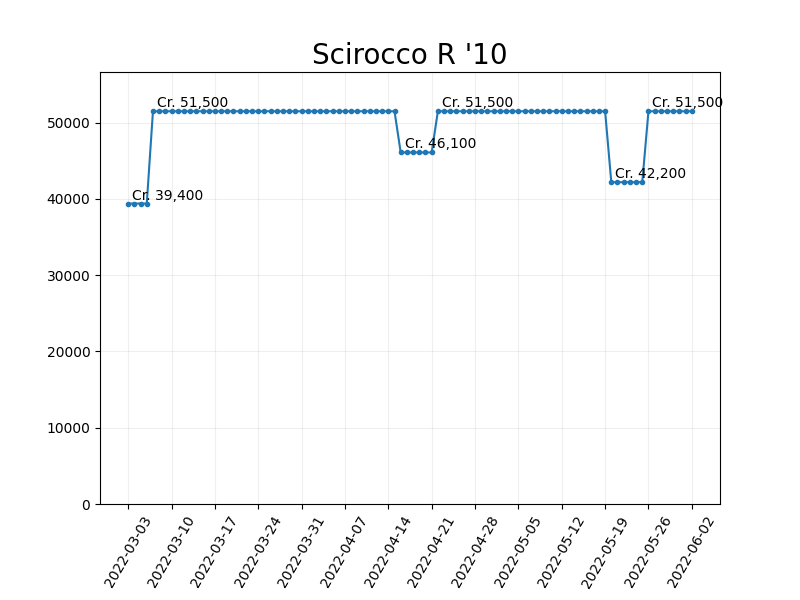 Scirocco R '10
Cr. 51,500
Cr. 51,500
Cr. 51,500
Cr. 46,100
Cr. 42,200
Cr. 39,400
50000
40000
30000
20000
10000
0
2022-03-03
2022-03-10
2022-03-17
2022-03-24
2022-03-31
2022-04-07
2022-04-14
2022-04-21
2022-04-28
2022-05-05
2022-05-12
2022-05-19
2022-05-26
2022-06-02